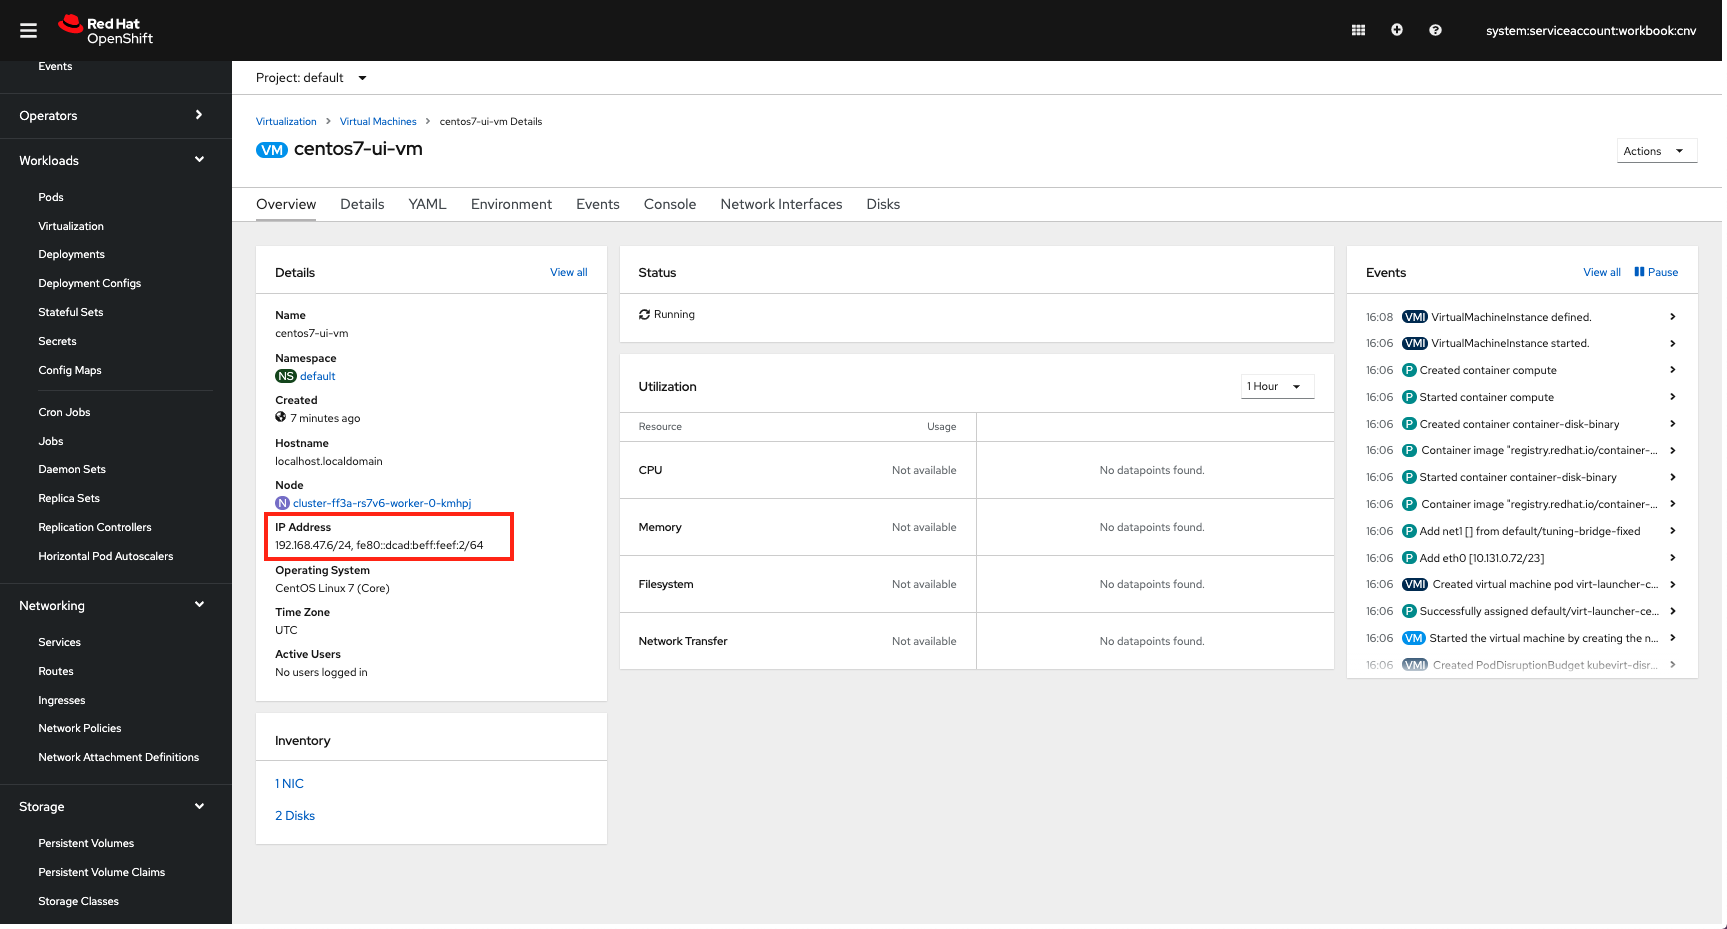 Red Hat
OpenShift
system:serviceaccount:workbook:cnv
Events
Operators
Workloads
Pods
Virtualization
Deployments
Deployment Configs
Stateful Sets
Secrets
Config Maps
Cron Jobs
Jobs
Daemon Sets
Replica Sets
Replication Controllers
Horizontal Pod Autoscalers
Networking
Services
Routes
Ingresses
Network Policies
Network Attachment Definitions
Storage
Persistent Volumes
Persistent Volume Claims
Storage Classes
Project: default
Virtualization > Virtual Machines > centos7-ui-vm Details
VM centos7-ui-vm
Actions
Overview Details YAML Environment Events Console Network Interfaces Disks
Details View all
Name
centos7-ui-vm
Namespace
NS default
Created
7 minutes ago
Hostname
localhost.localdomain
Node
N cluster-ff3a-rs7v6-worker-0-kmhpj
IP Address
192.168.47.6/24, fe80::dcad:beff:feef:2/64
Operating System
CentOS Linux 7 (Core)
Time Zone
UTC
Active Users
No users logged in
Inventory
1 NIC
2 Disks
Status
Running
Utilization 1 Hour
Resource Usage
CPU Not available No datapoints found.
Memory Not available No datapoints found.
Filesystem Not available No datapoints found.
Network Transfer Not available No datapoints found.
Events View all Pause
16:08 VMI VirtualMachineInstance defined.
16:06 VMI VirtualMachineInstance started.
16:06 P Created container compute
16:06 P Started container compute
16:06 P Created container container-disk-binary
16:06 P Container image "registry.redhat.io/container-...
16:06 P Started container container-disk-binary
16:06 P Container image "registry.redhat.io/container-...
16:06 P Add net1 [] from default/tuning-bridge-fixed
16:06 P Add eth0 [10.131.0.72/23]
16:06 VMI Created virtual machine pod virt-launcher-c...
16:06 P Successfully assigned default/virt-launcher-ce...
16:06 VM Started the virtual machine by creating the n...
16:06 VMI Created PodDisruptionBudget kubevirt-disr...